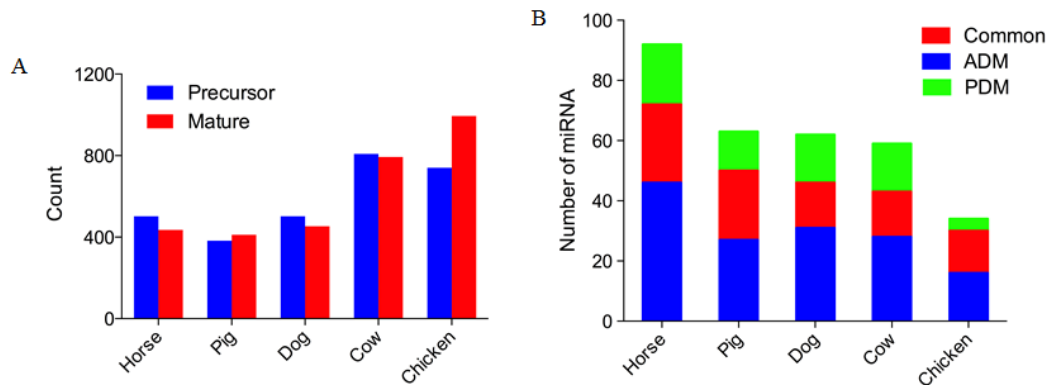 A
Count
1200
800
400
0
Precursor
Mature
Horse
Pig
Dog
Cow
Chicken
B
Number of miRNA
100
80
60
40
20
0
Common
ADM
PDM
Horse
Pig
Dog
Cow
Chicken